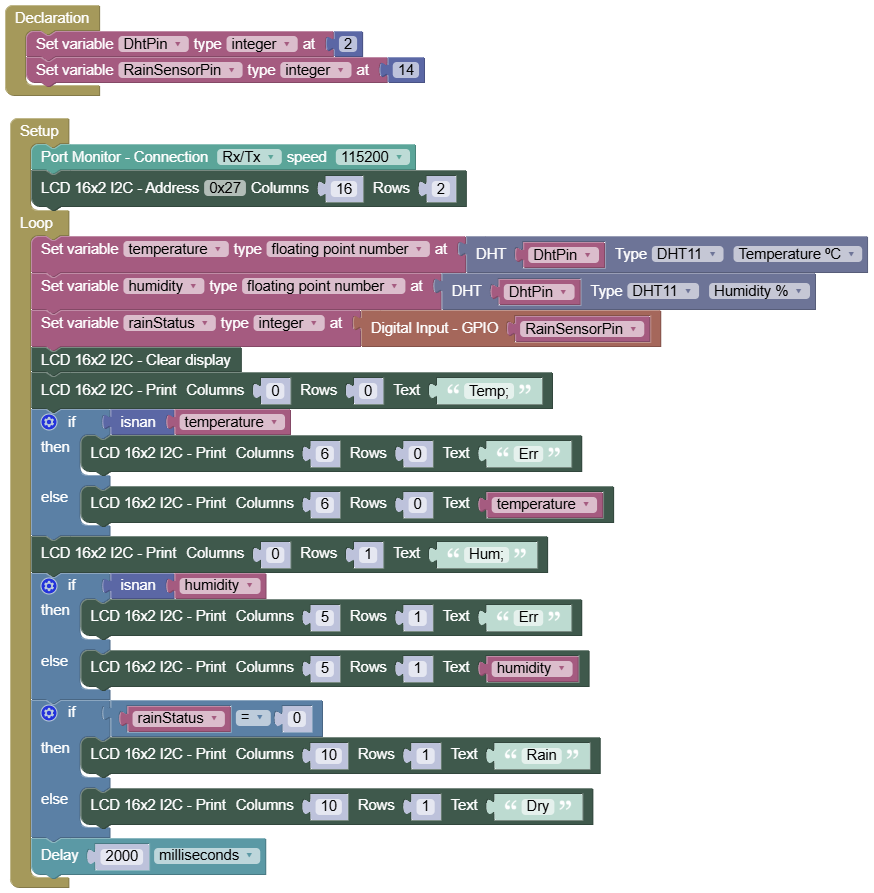 Declaration
Set variable DhtPin type integer at 2
Set variable RainSensorPin type integer at 14
Setup
Port Monitor - Connection Rx/Tx speed 115200
LCD 16x2 I2C - Address 0x27 Columns 16 Rows 2
Loop
Set variable temperature type floating point number at DHT DhtPin Type DHT11 Temperature ºC
Set variable humidity type floating point number at DHT DhtPin Type DHT11 Humidity %
Set variable rainStatus type integer at Digital Input - GPIO RainSensorPin
LCD 16x2 I2C - Clear display
LCD 16x2 I2C - Print Columns 0 Rows 0 Text “ Temp; ”
if isnan temperature
then LCD 16x2 I2C - Print Columns 6 Rows 0 Text “ Err ”
else LCD 16x2 I2C - Print Columns 6 Rows 0 Text temperature
LCD 16x2 I2C - Print Columns 0 Rows 1 Text “ Hum; ”
if isnan humidity
then LCD 16x2 I2C - Print Columns 5 Rows 1 Text “ Err ”
else LCD 16x2 I2C - Print Columns 5 Rows 1 Text humidity
if rainStatus = 0
then LCD 16x2 I2C - Print Columns 10 Rows 1 Text “ Rain ”
else LCD 16x2 I2C - Print Columns 10 Rows 1 Text “ Dry ”
Delay 2000 milliseconds